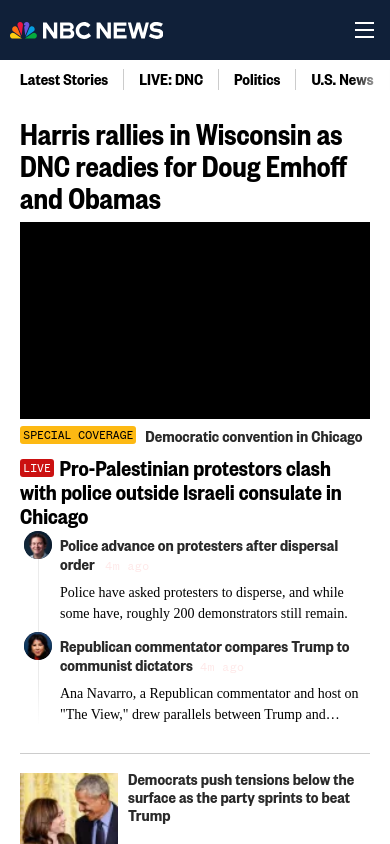 NBC NEWS
Latest Stories
LIVE: DNC
Politics
U.S. News
Harris rallies in Wisconsin as
DNC readies for Doug Emhoff
and Obamas
SPECIAL COVERAGE Democratic convention in Chicago
LIVE Pro-Palestinian protestors clash
with police outside Israeli consulate in
Chicago
Police advance on protesters after dispersal
order 4m ago
Police have asked protesters to disperse, and while
some have, roughly 200 demonstrators still remain.
Republican commentator compares Trump to
communist dictators 4m ago
Ana Navarro, a Republican commentator and host on
"The View," drew parallels between Trump and…
Democrats push tensions below the
surface as the party sprints to beat
Trump